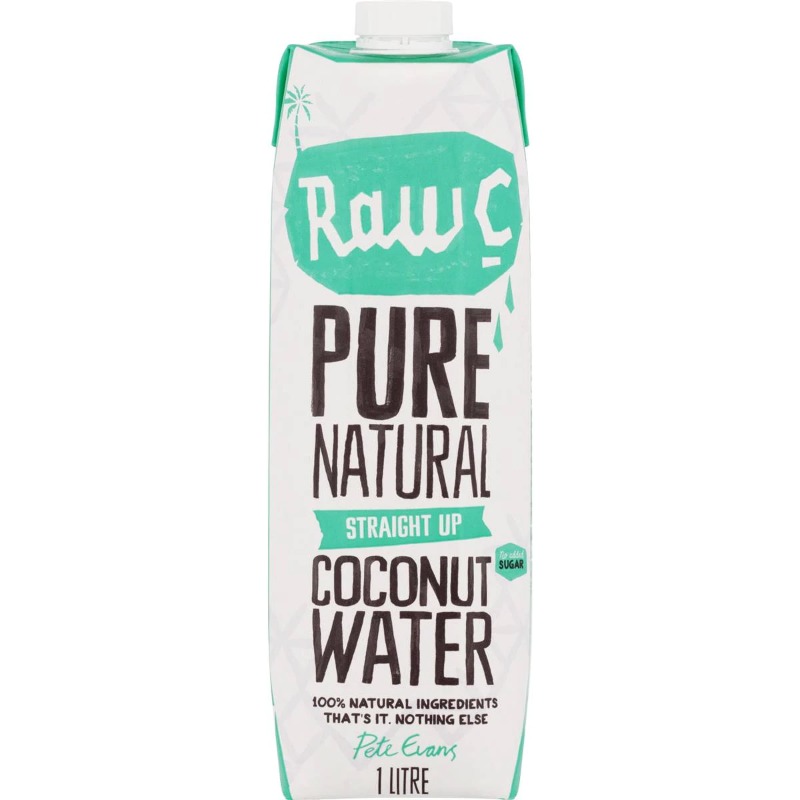 Raw C
PURE
NATURAL
STRAIGHT UP
No added
SUGAR
COCONUT
WATER
100% NATURAL INGREDIENTS
THAT'S IT. NOTHING ELSE
Pete Evans
1 LITRE